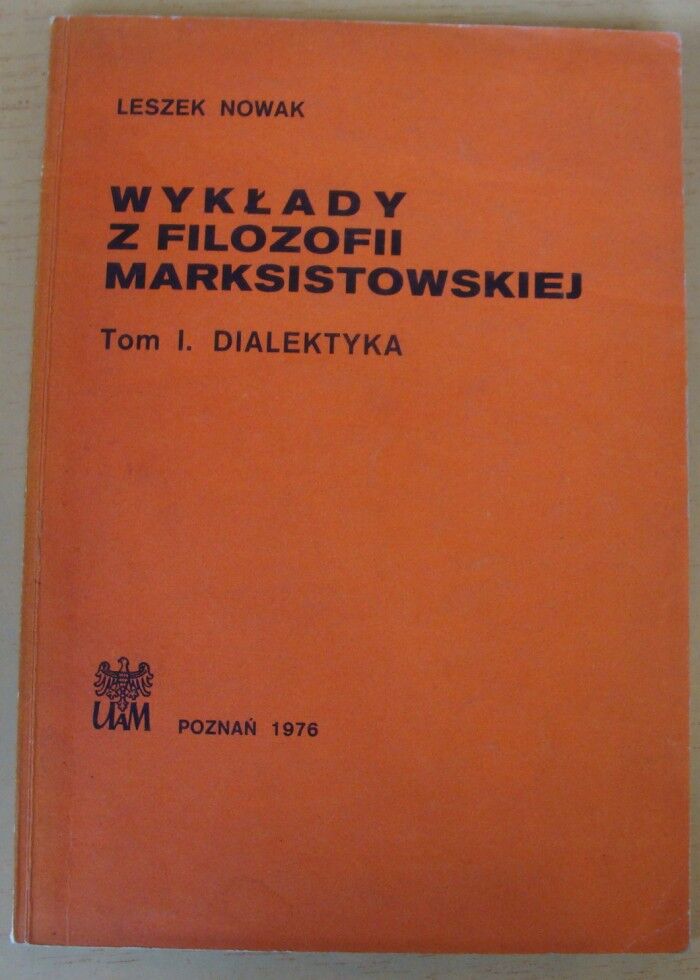 LESZEK NOWAK
WYKŁADY
Z FILOZOFII
MARKSISTOWSKIEJ
Tom I. DIALEKTYKA
UAM
POZNAŃ 1976